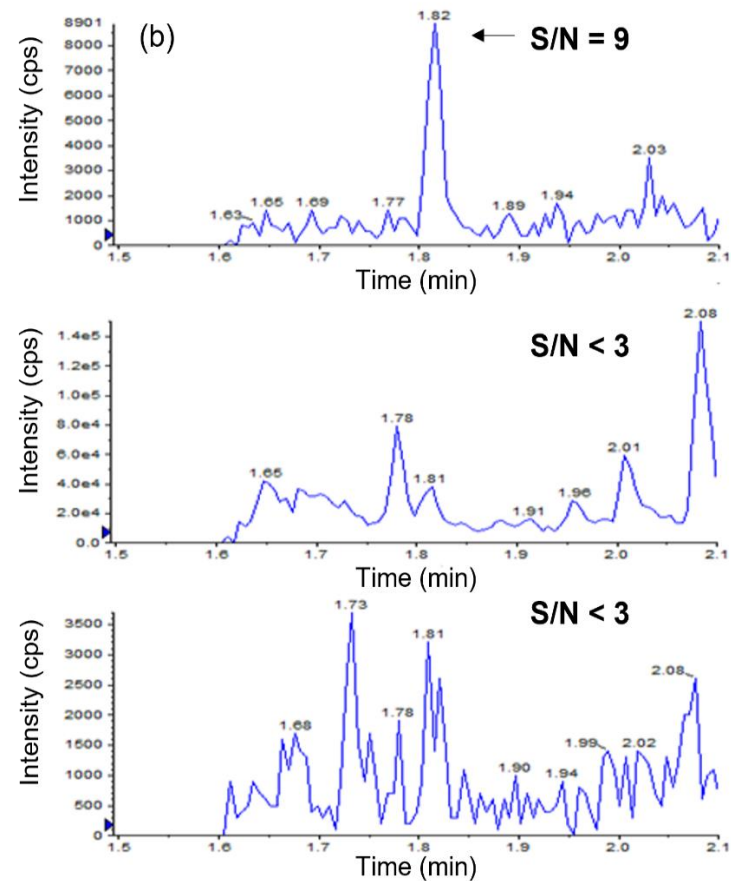 (b)
S/N = 9
Intensity (cps)
8901
8000
7000
6000
5000
4000
3000
2000
1000
0
1.63
1.65
1.69
1.77
1.82
1.89
1.94
2.03
1.5 1.6 1.7 1.8 1.9 2.0 2.1
Time (min)
S/N < 3
Intensity (cps)
1.4e5
1.2e5
1.0e5
8.0e4
6.0e4
4.0e4
2.0e4
0.0
1.65
1.78
1.81
1.91
1.96
2.01
2.08
1.5 1.6 1.7 1.8 1.9 2.0 2.1
Time (min)
S/N < 3
Intensity (cps)
3500
3000
2500
2000
1500
1000
500
0
1.68
1.73
1.78
1.81
1.90
1.94
1.99
2.02
2.08
1.5 1.6 1.7 1.8 1.9 2.0 2.1
Time (min)